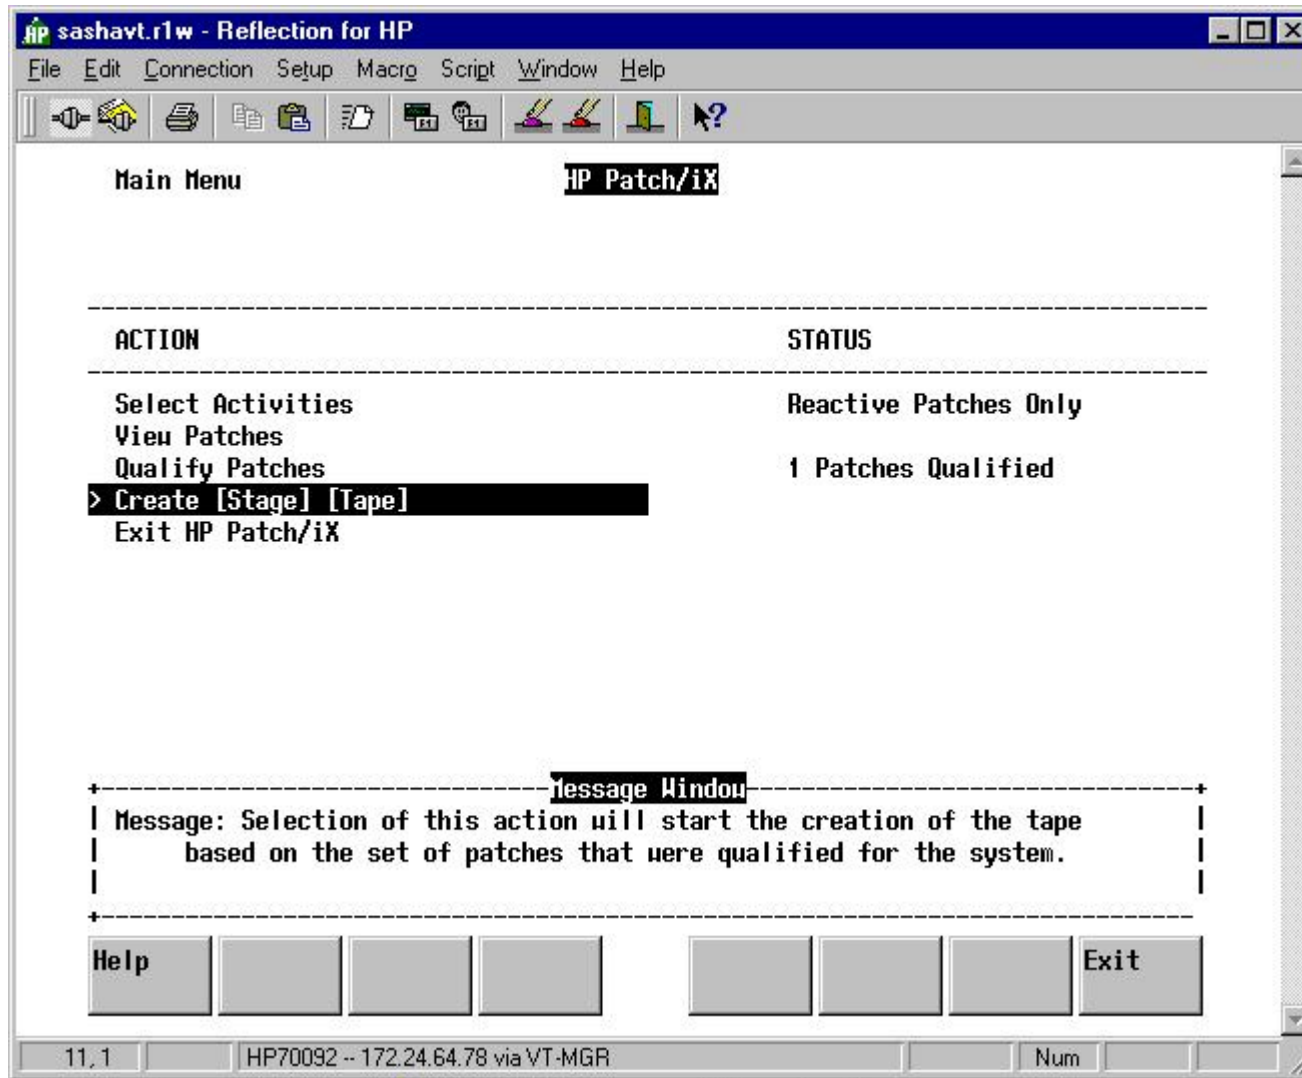 sashavt.r1w - Reflection for HP
File Edit Connection Setup Macro Script Window Help
Main Menu HP Patch/iX
ACTION STATUS
Select Activities Reactive Patches Only
View Patches
Qualify Patches 1 Patches Qualified
> Create [Stage] [Tape]
Exit HP Patch/iX
Message Window
Message: Selection of this action will start the creation of the tape
based on the set of patches that were qualified for the system.
Help Exit
11, 1 HP70092 -- 172.24.64.78 via VT-MGR Num